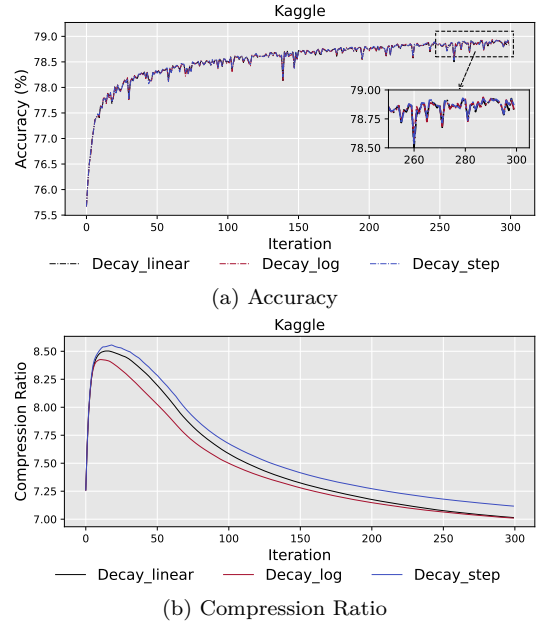 Kaggle
79.0
78.5
78.0
77.5
77.0
76.5
76.0
75.5
Accuracy (%)
79.00
78.75
78.50
260 280 300
0 50 100 150 200 250 300
Iteration
Decay_linear Decay_log Decay_step
(a) Accuracy
Kaggle
8.50
8.25
8.00
7.75
7.50
7.25
7.00
Compression Ratio
0 50 100 150 200 250 300
Iteration
Decay_linear Decay_log Decay_step
(b) Compression Ratio